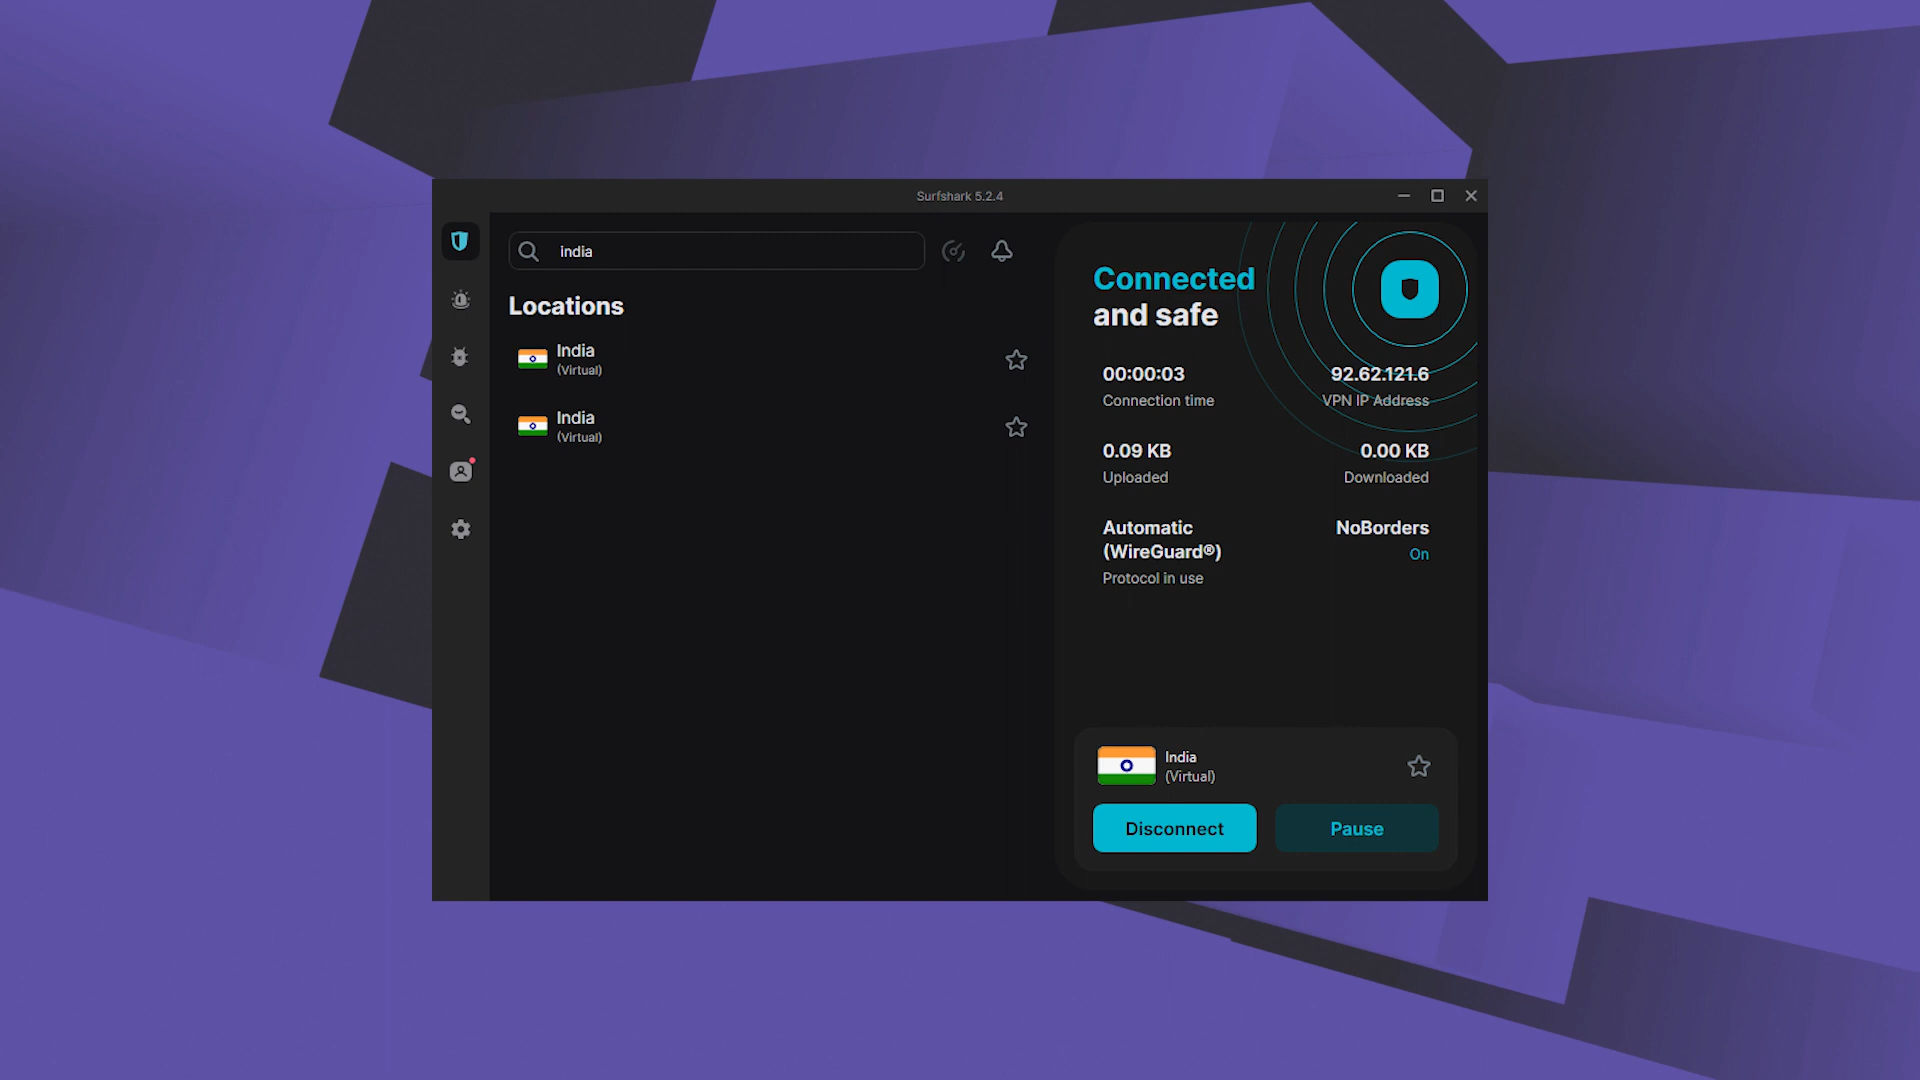 Surfshark 5.2.4
india
Locations
India
(Virtual)
India
(Virtual)
Connected
and safe
00:00:03
Connection time
92.62.121.6
VPN IP Address
0.09 KB
Uploaded
0.00 KB
Downloaded
Automatic
(WireGuard®)
Protocol in use
NoBorders
On
India
(Virtual)
Disconnect
Pause